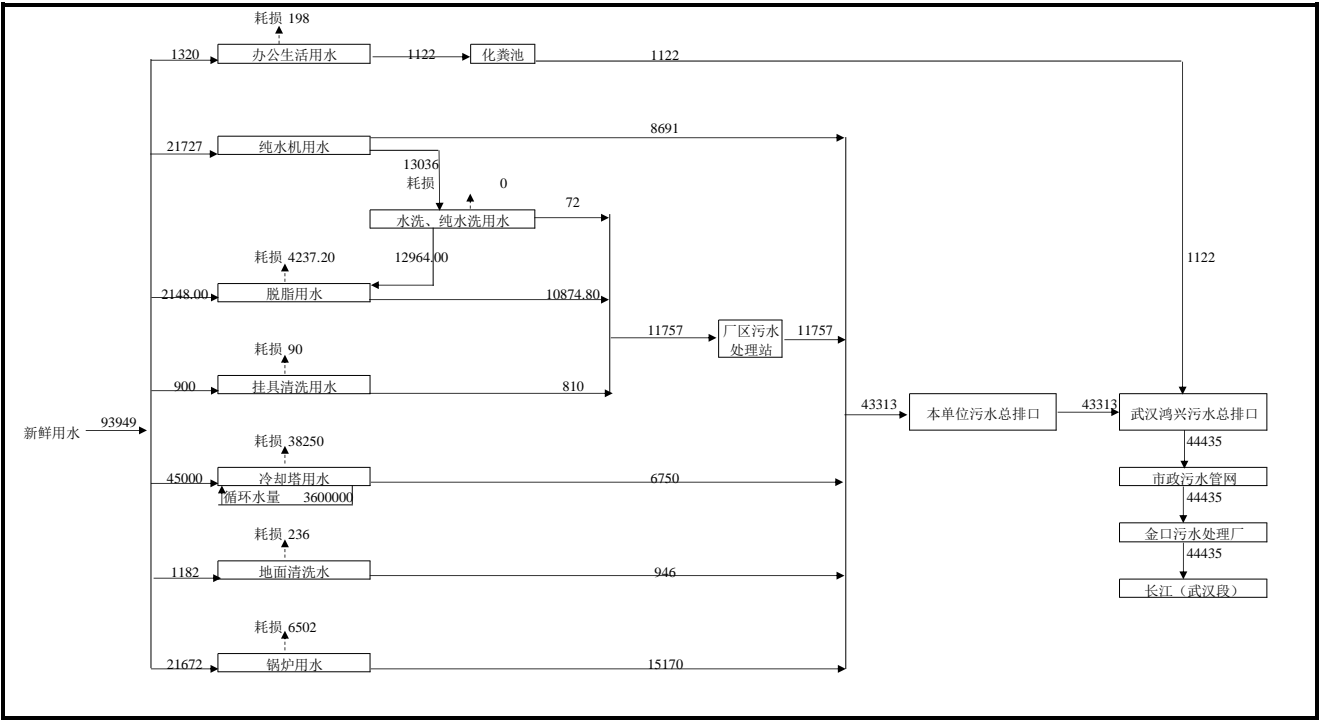 耗损 198
1320
办公生活用水
1122
化粪池
1122
21727
纯水机用水
8691
13036
耗损 0
水洗、纯水洗用水
72
耗损 4237.20
12964.00
1122
2148.00
脱脂用水
10874.80
11757
厂区污水
处理站
11757
耗损 90
900
挂具清洗用水
810
新鲜用水
93949
43313
本单位污水总排口
43313
武汉鸿兴污水总排口
44435
耗损 38250
45000
冷却塔用水
6750
循环水量 3600000
市政污水管网
44435
金口污水处理厂
44435
长江（武汉段）
耗损 236
1182
地面清洗水
946
耗损 6502
21672
锅炉用水
15170